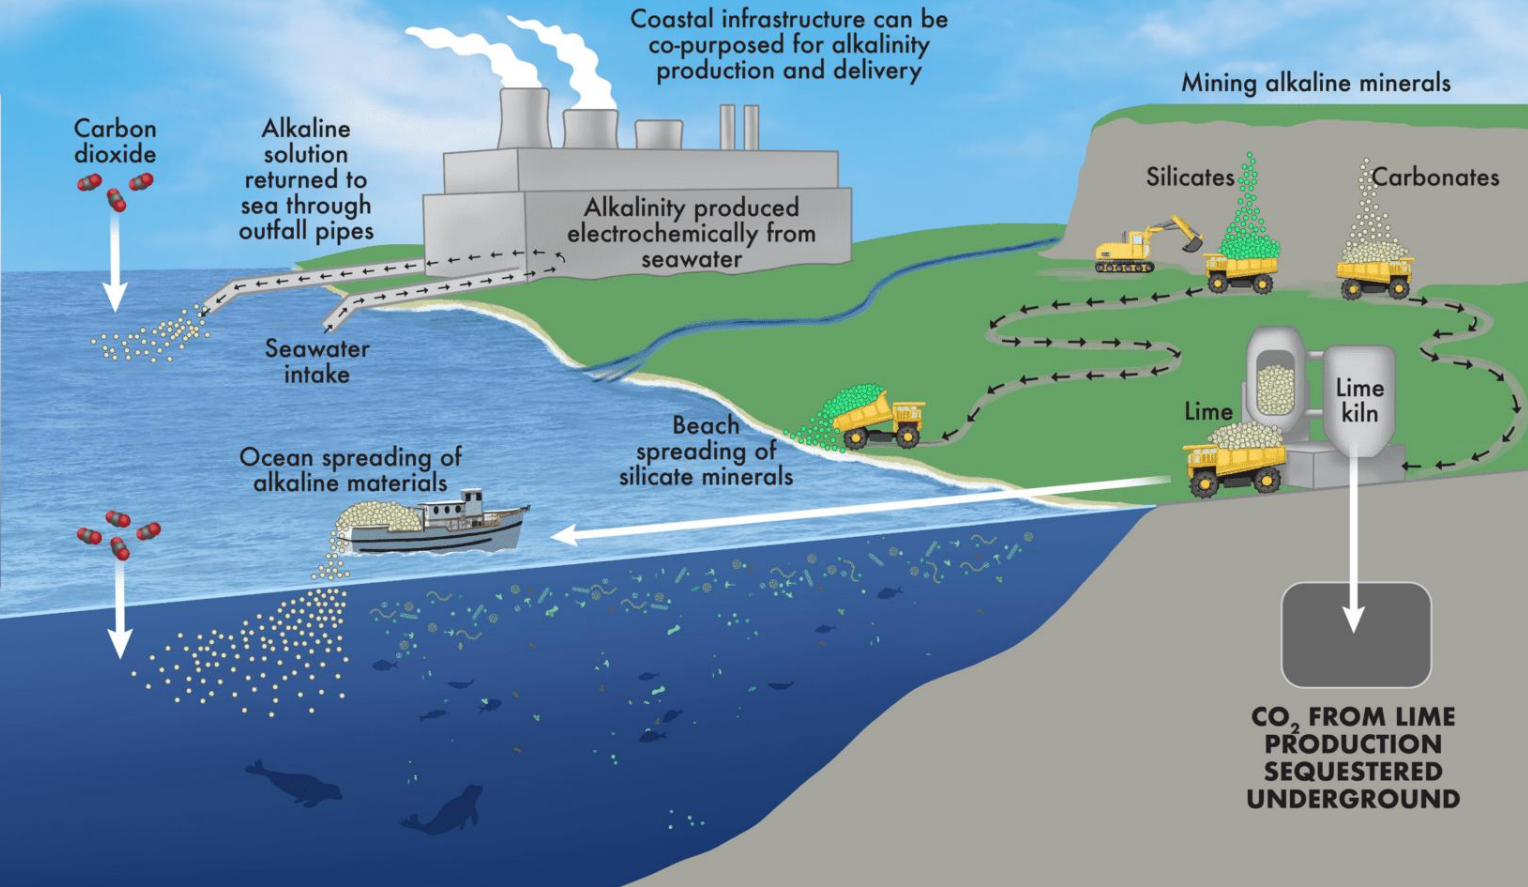 Coastal infrastructure can be
co-purposed for alkalinity
production and delivery
Mining alkaline minerals
Carbon
dioxide
Alkaline
solution
returned to
sea through
outfall pipes
Silicates
Carbonates
Alkalinity produced
electrochemically from
seawater
Seawater
intake
Lime
Lime
kiln
Beach
spreading of
silicate minerals
Ocean spreading of
alkaline materials
CO₂ FROM LIME
PRODUCTION
SEQUESTERED
UNDERGROUND